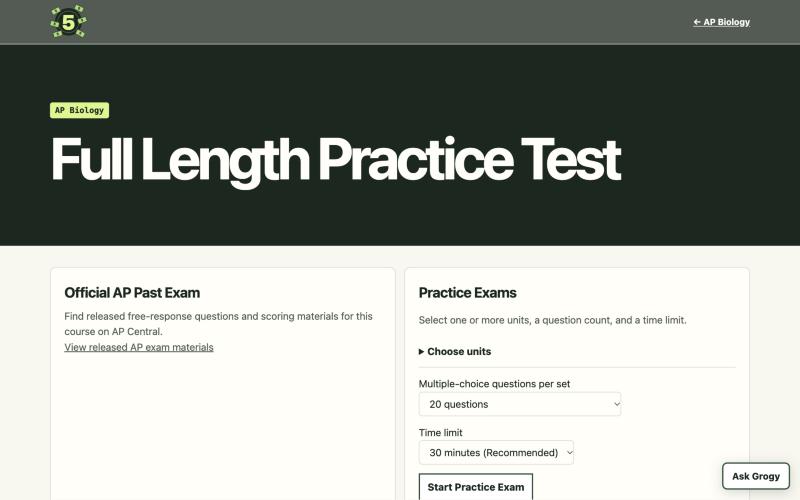 5
← AP Biology
AP Biology
Full Length Practice Test
Official AP Past Exam
Find released free-response questions and scoring materials for this
course on AP Central.
View released AP exam materials
Practice Exams
Select one or more units, a question count, and a time limit.
Choose units
Multiple-choice questions per set
20 questions
Time limit
30 minutes (Recommended)
Start Practice Exam
Ask Grogy